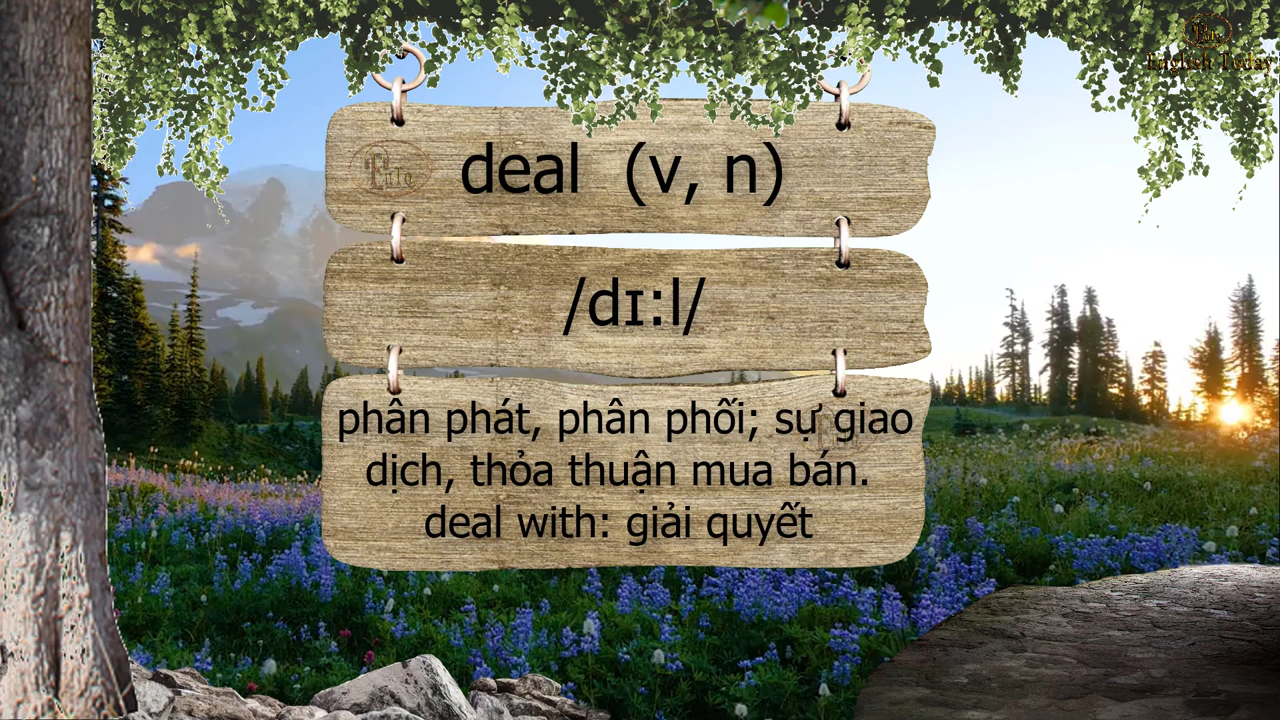 English Today
deal (v, n)
/dɪ:l/
phân phát, phân phối; sự giao
dịch, thỏa thuận mua bán.
deal with: giải quyết